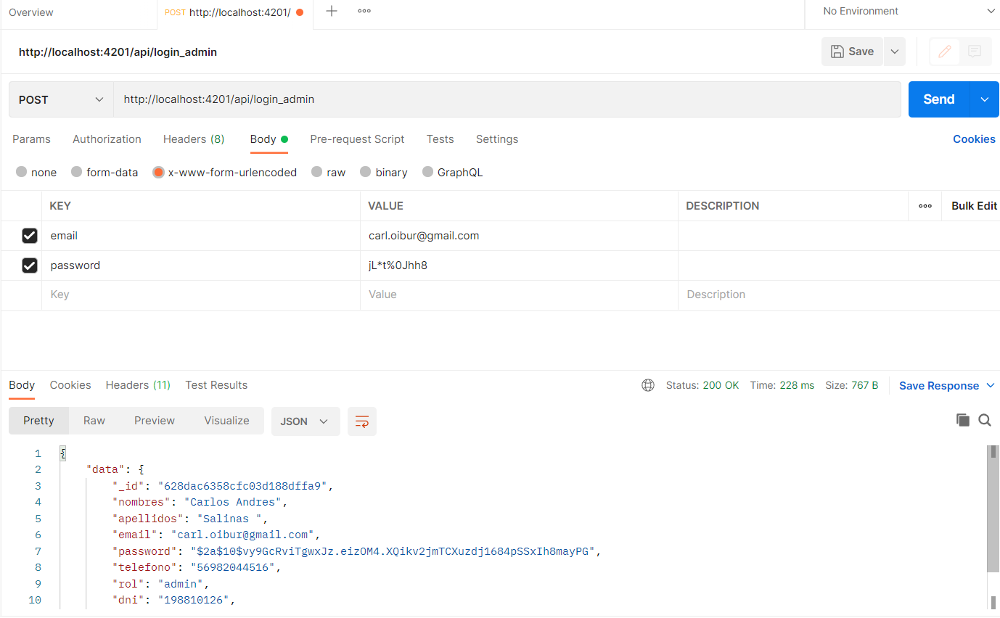 Overview
POST http://localhost:4201/
No Environment
http://localhost:4201/api/login_admin
Save
POST
http://localhost:4201/api/login_admin
Send
Params Authorization Headers (8) Body Pre-request Script Tests Settings Cookies
none form-data x-www-form-urlencoded raw binary GraphQL
KEY VALUE DESCRIPTION Bulk Edit
email carl.oibur@gmail.com
password jL*t%0Jhh8
Key Value Description
Body Cookies Headers (11) Test Results Status: 200 OK Time: 228 ms Size: 767 B Save Response
Pretty Raw Preview Visualize JSON
1 {
2 "data": {
3 "_id": "628dac6358cfc03d188dffa9",
4 "nombres": "Carlos Andres",
5 "apellidos": "Salinas ",
6 "email": "carl.oibur@gmail.com",
7 "password": "$2a$10$vy9GcRviTgwxJz.eizOM4.XQikv2jmTCXuzdj1684pSSxIh8mayPG",
8 "telefono": "56982044516",
9 "rol": "admin",
10 "dni": "198810126",